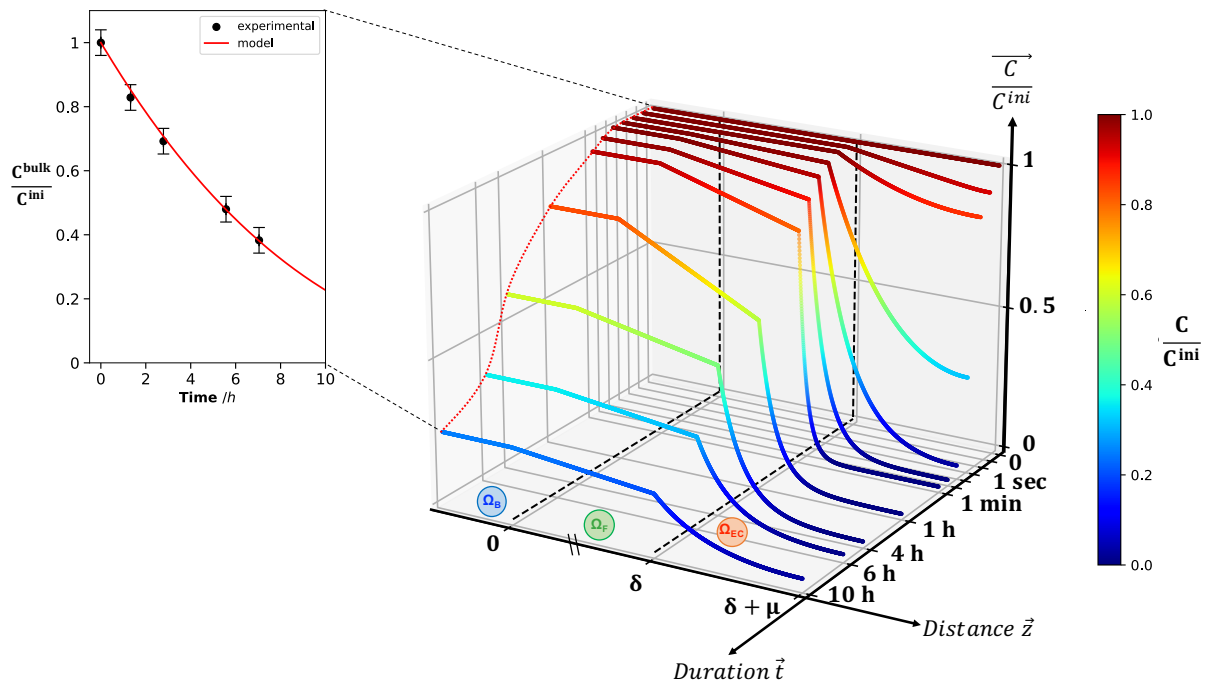 experimental
model
1
0.8
0.6
0.4
0.2
0
C^bulk
C^ini
0 2 4 6 8 10
Time /h
C
C^ini
1
0.5
0
0
1 sec
1 min
1 h
4 h
6 h
10 h
Ω_B
Ω_F
Ω_EC
0
δ
δ + μ
Distance z⃗
Duration t⃗
1.0
0.8
0.6
0.4
0.2
0.0
C
C^ini